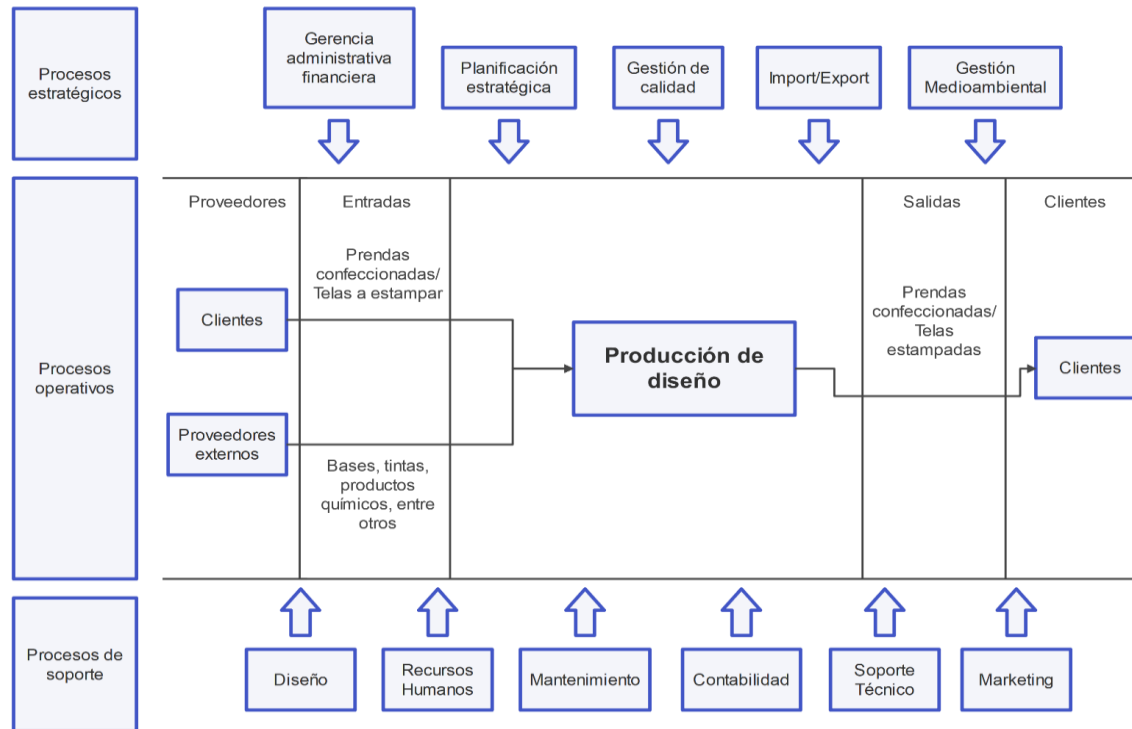 Procesos
estratégicos
Gerencia
administrativa
financiera
Planificación
estratégica
Gestión de
calidad
Import/Export
Gestión
Medioambiental
Procesos
operativos
Proveedores
Entradas
Salidas
Clientes
Prendas
confeccionadas/
Telas a estampar
Clientes
Proveedores
externos
Bases, tintas,
productos
químicos, entre
otros
Producción de
diseño
Prendas
confeccionadas/
Telas
estampadas
Clientes
Procesos de
soporte
Diseño
Recursos
Humanos
Mantenimiento
Contabilidad
Soporte
Técnico
Marketing